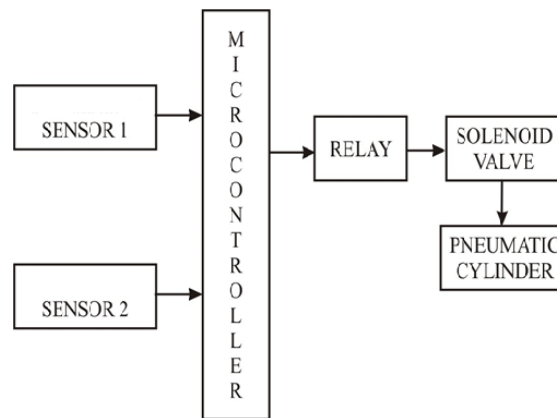 SENSOR 1
SENSOR 2
MICROCONTROLLER
RELAY
SOLENOID
VALVE
PNEUMATIC
CYLINDER